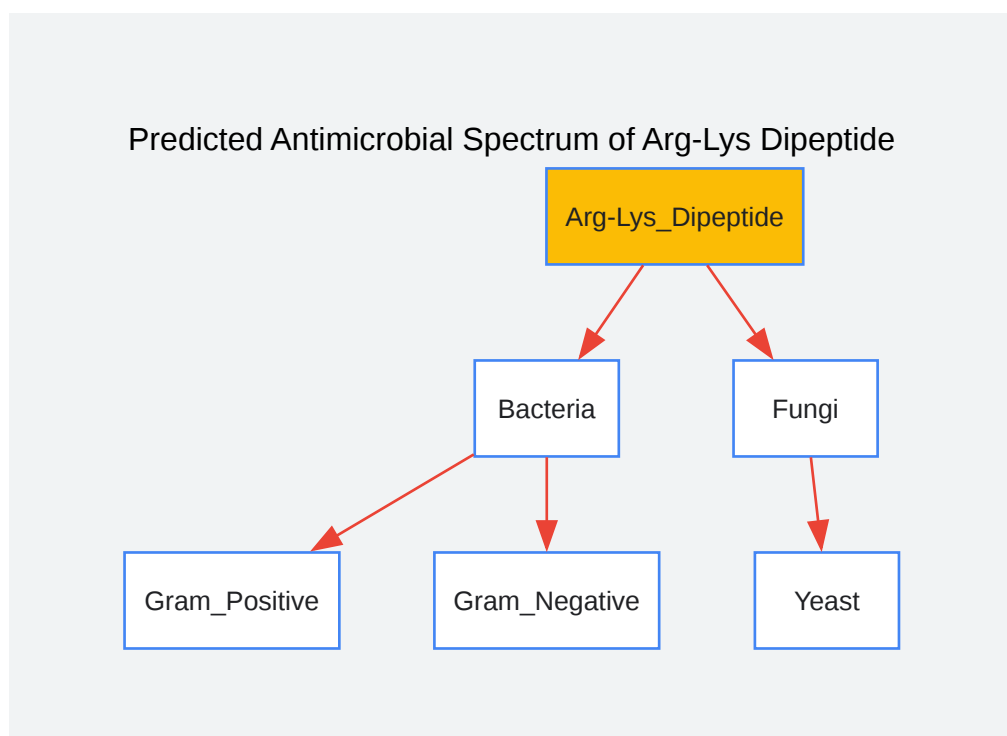 Predicted Antimicrobial Spectrum of Arg-Lys Dipeptide
Arg-Lys_Dipeptide
Bacteria
Fungi
Gram_Positive
Gram_Negative
Yeast